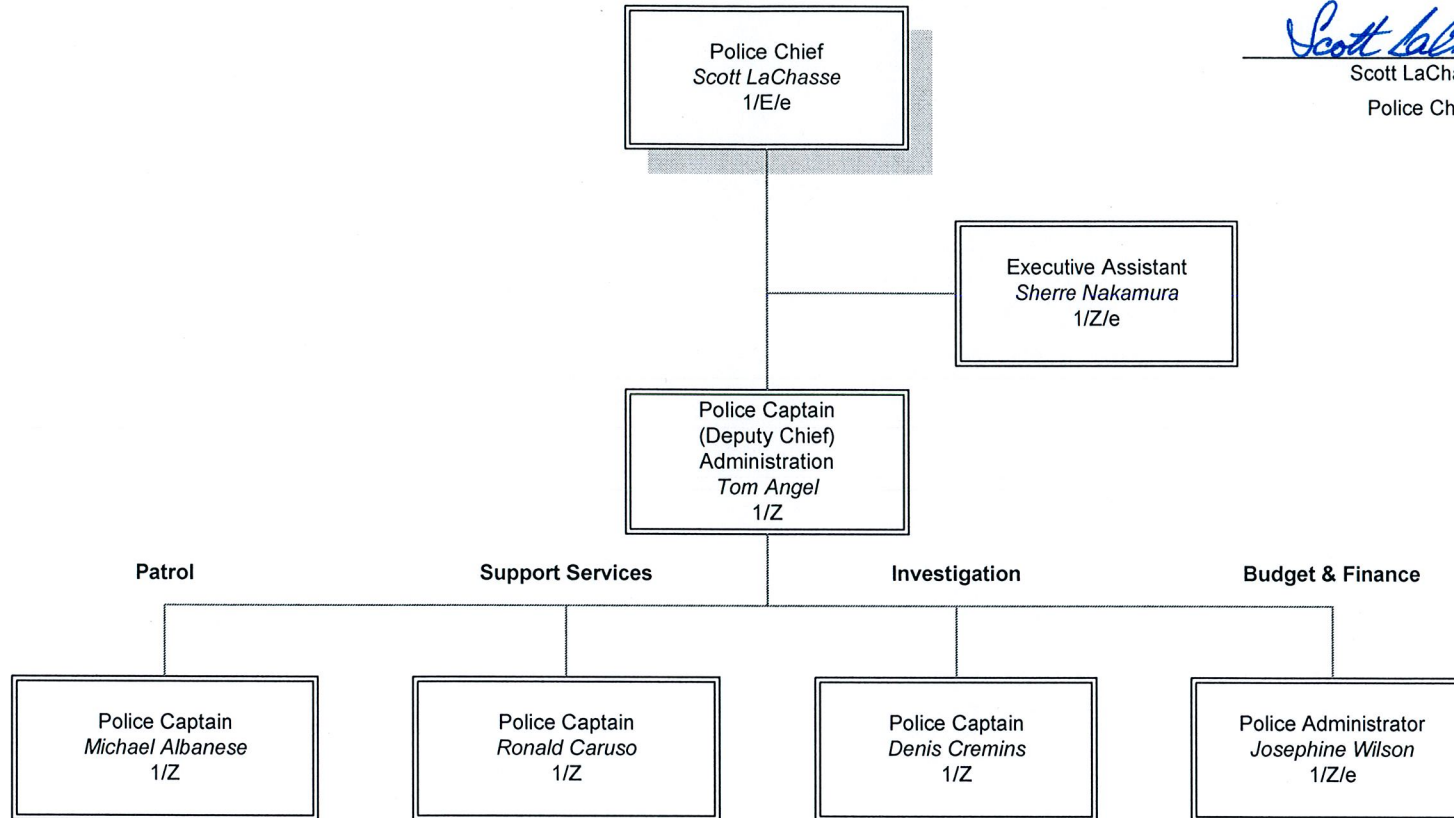 Police Chief
Scott LaChasse
1/E/e
Scott
Scott
Police
Executive Assistant
Sherre Nakamura
1/Z/e
Police Captain
(Deputy Chief)
Administration
Tom Angel
1/Z
Patrol
Support Services
Investigation
Budget & Finance
Police Captain
Michael Albanese
1/Z
Police Captain
Ronald Caruso
1/Z
Police Captain
Denis Cremins
1/Z
Police Administrator
Josephine Wilson
1/Z/e